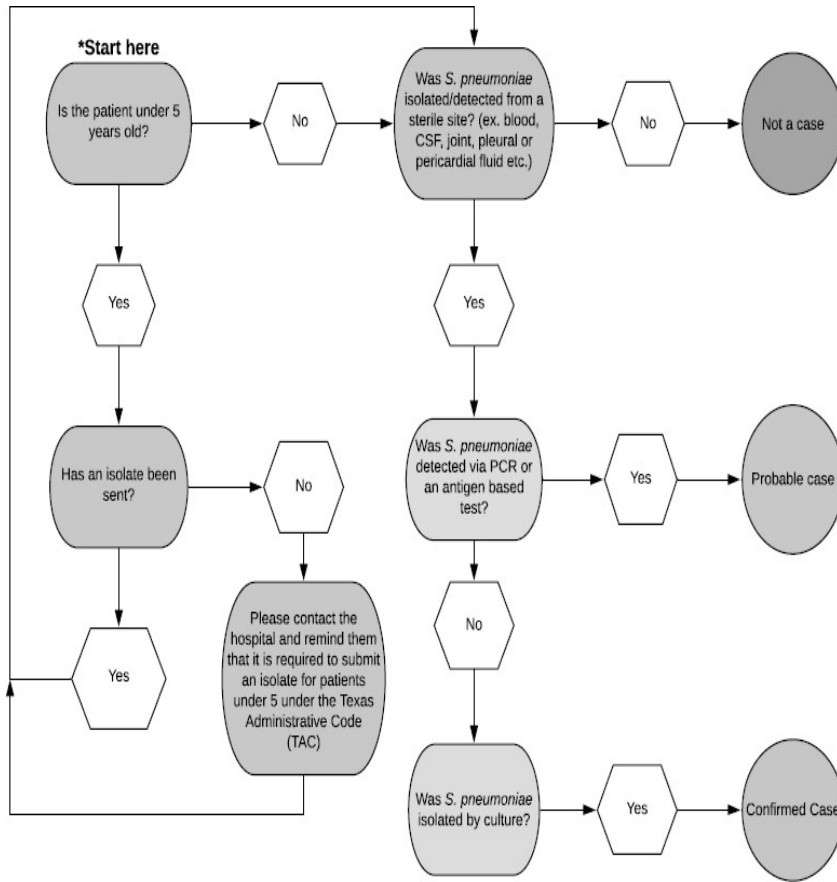 *Start here
Is the patient under 5
years old?
No
Was S. pneumoniae
isolated/detected from a
sterile site? (ex. blood,
CSF, joint, pleural or
pericardial fluid etc.)
No
Not a case
Yes
Yes
Has an isolate been
sent?
No
Was S. pneumoniae
detected via PCR or
an antigen based
test?
Yes
Probable case
Yes
Please contact the
hospital and remind them
that it is required to submit
an isolate for patients
under 5 under the Texas
Administrative Code
(TAC)
No
Was S. pneumoniae
isolated by culture?
Yes
Confirmed Case